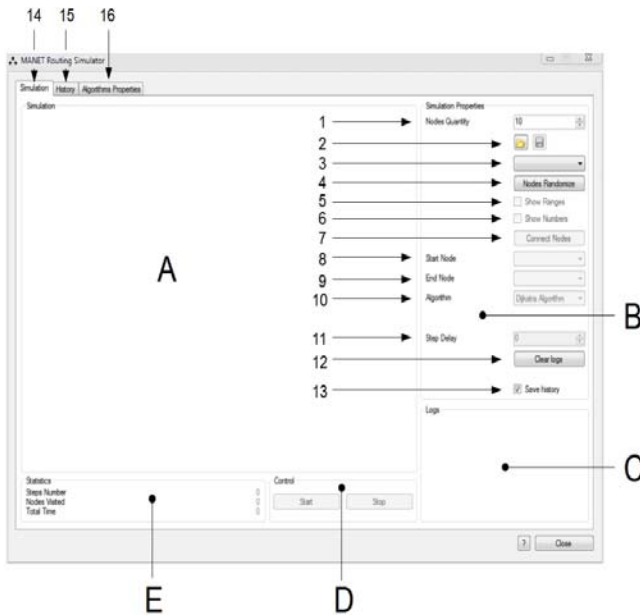 14 15 16
MANET Routing Simulator
Simulation History Algorithms Properties
Simulation
Simulation Properties
1 Nodes Quantity 10
2
3
4 Nodes Randomize
5 Show Ranges
6 Show Numbers
7 Connect Nodes
8 Start Node
9 End Node
10 Algorithm Dijkstra Algorithm
A
B
11 Step Delay 0
12 Clear logs
13 Save history
Logs
C
Statistics
Steps Number 0
Nodes Visited 0
Total Time 0
Control
Start Stop
? Close
E D